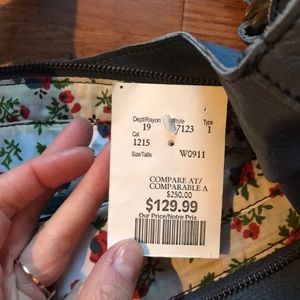 Dept/Rayon Style Type
19 7123 1
Cat
1215
Size/Taille W0911
COMPARE AT/
COMPARABLE A
$250.00
$129.99
Our Price/Notre Prix